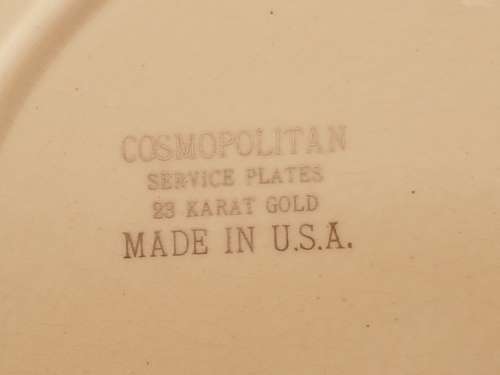 COSMOPOLITAN
SERVICE PLATES
23 KARAT GOLD
MADE IN U.S.A.